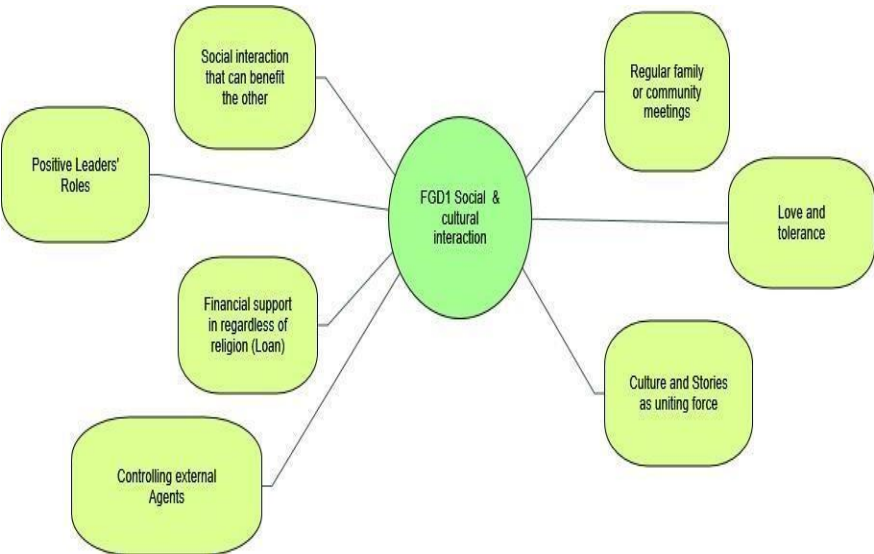 Social interaction
that can benefit
the other
Regular family
or community
meetings
Positive Leaders'
Roles
FGD1 Social &
cultural
interaction
Love and
tolerance
Financial support
in regardless of
religion (Loan)
Culture and Stories
as uniting force
Controlling external
Agents